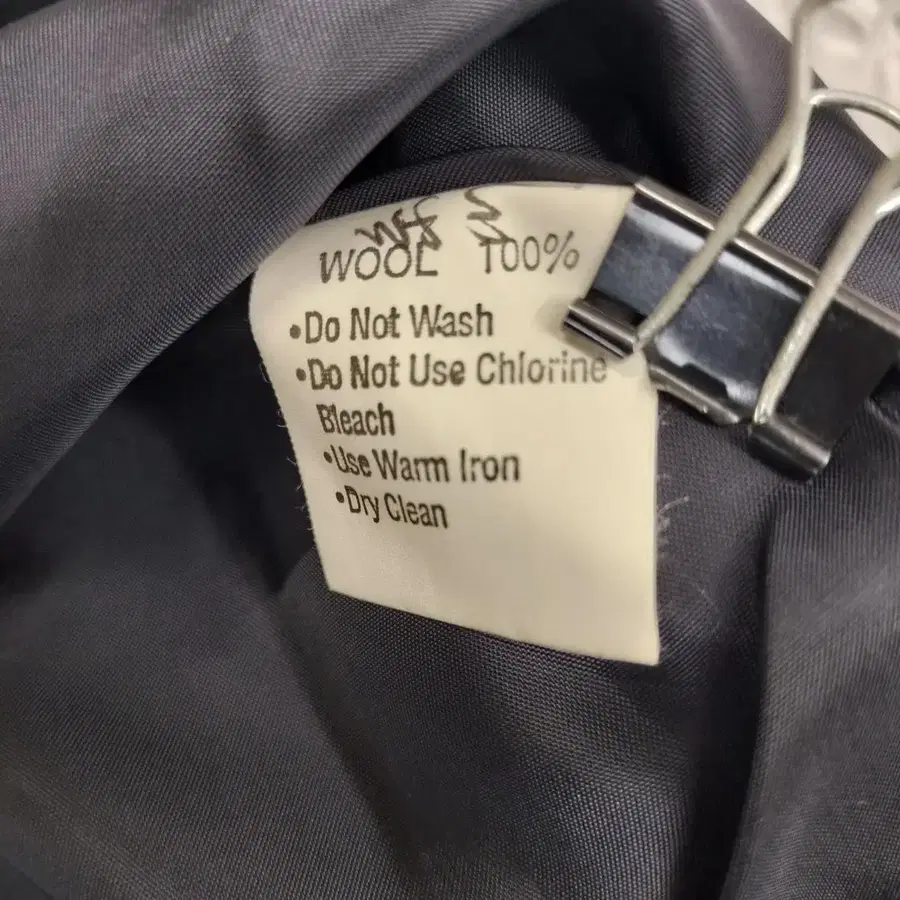 WOOL 100%
•Do Not Wash
•Do Not Use Chlorine
Bleach
•Use Warm Iron
•Dry Clean